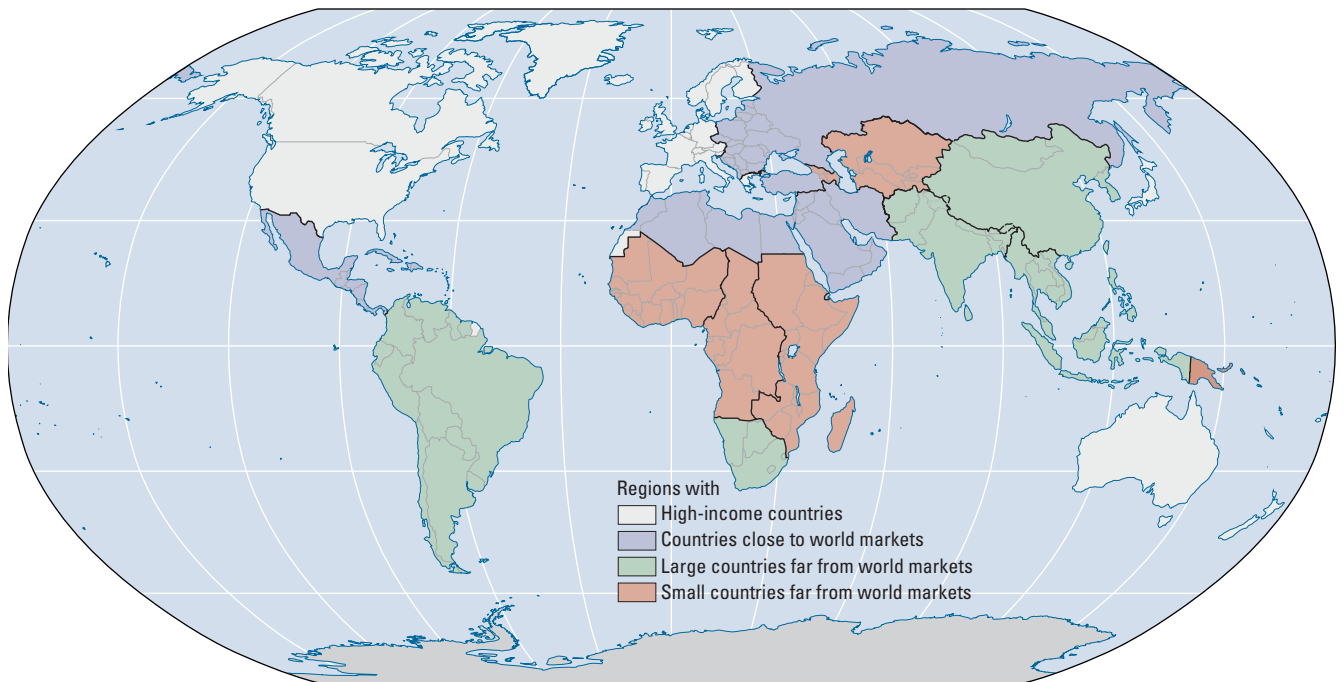 Regions with
High-income countries
Countries close to world markets
Large countries far from world markets
Small countries far from world markets